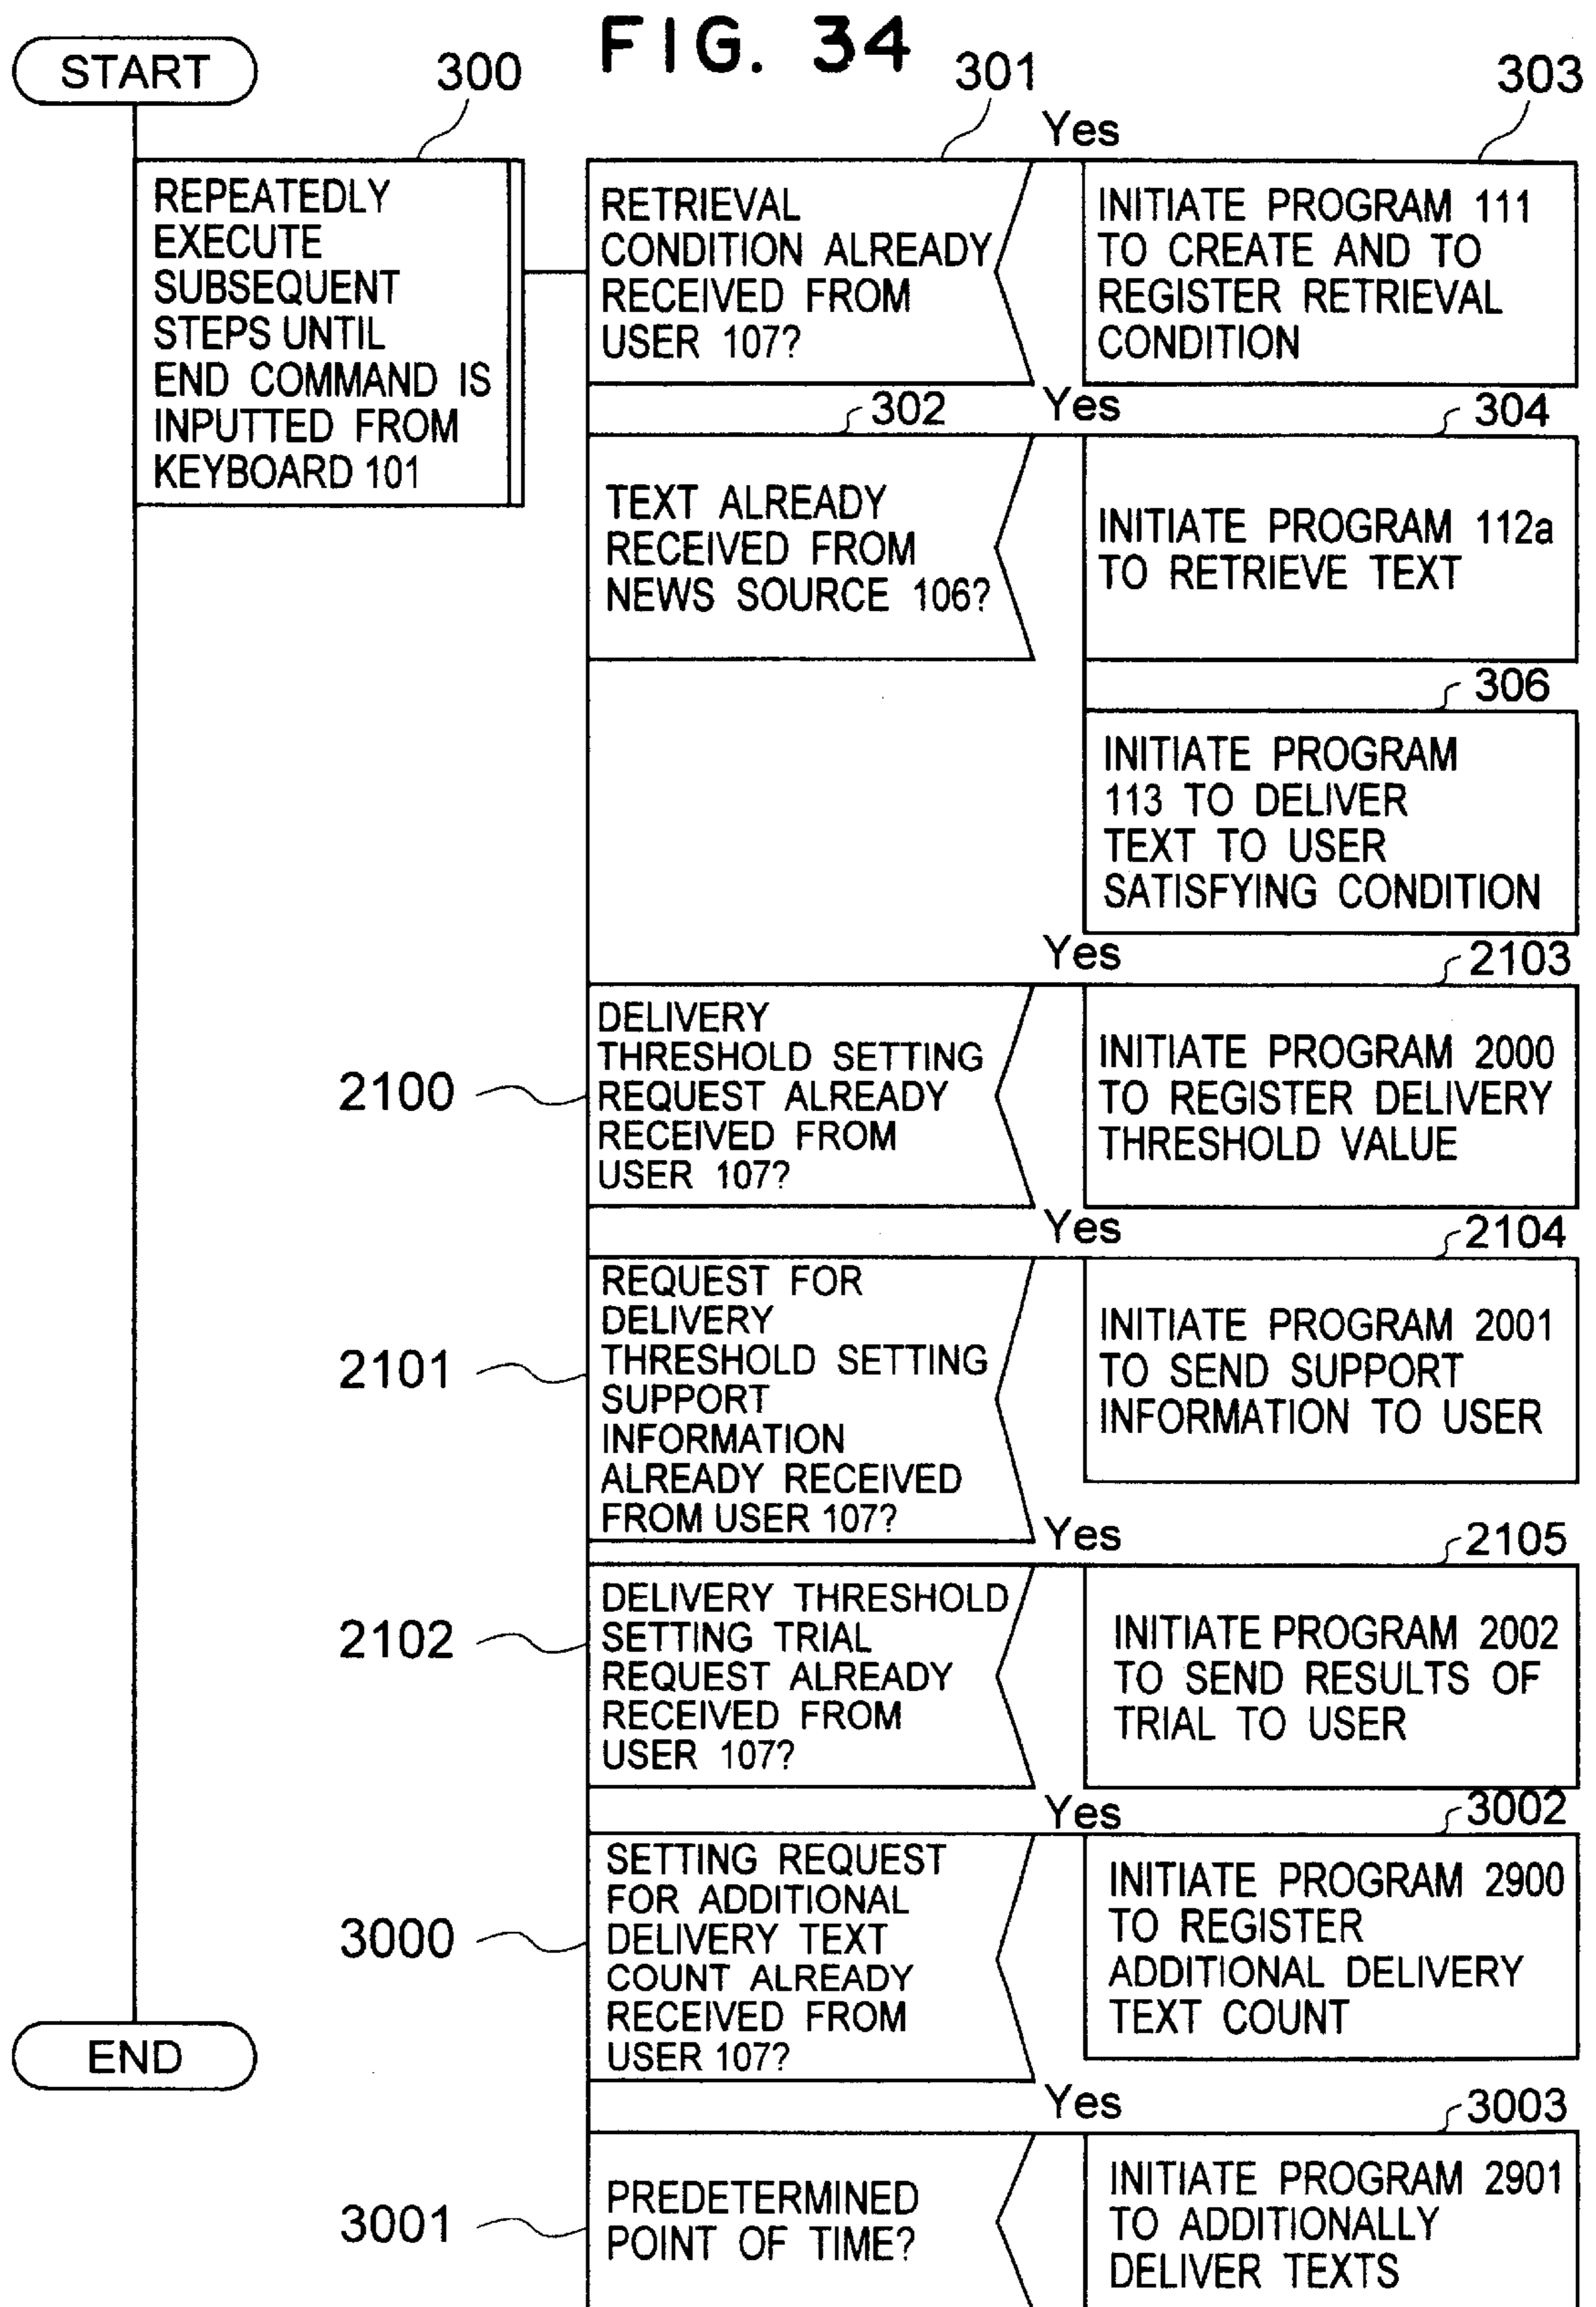 FIG. 34
START
300
301
303
Yes
REPEATEDLY
EXECUTE
SUBSEQUENT
STEPS UNTIL
END COMMAND IS
INPUTTED FROM
KEYBOARD 101
RETRIEVAL
CONDITION ALREADY
RECEIVED FROM
USER 107?
INITIATE PROGRAM 111
TO CREATE AND TO
REGISTER RETRIEVAL
CONDITION
302
Yes
304
TEXT ALREADY
RECEIVED FROM
NEWS SOURCE 106?
INITIATE PROGRAM 112a
TO RETRIEVE TEXT
306
INITIATE PROGRAM
113 TO DELIVER
TEXT TO USER
SATISFYING CONDITION
Yes
2103
2100
DELIVERY
THRESHOLD SETTING
REQUEST ALREADY
RECEIVED FROM
USER 107?
INITIATE PROGRAM 2000
TO REGISTER DELIVERY
THRESHOLD VALUE
Yes
2104
2101
REQUEST FOR
DELIVERY
THRESHOLD SETTING
SUPPORT
INFORMATION
ALREADY RECEIVED
FROM USER 107?
INITIATE PROGRAM 2001
TO SEND SUPPORT
INFORMATION TO USER
Yes
2105
2102
DELIVERY THRESHOLD
SETTING TRIAL
REQUEST ALREADY
RECEIVED FROM
USER 107?
INITIATE PROGRAM 2002
TO SEND RESULTS OF
TRIAL TO USER
Yes
3002
3000
SETTING REQUEST
FOR ADDITIONAL
DELIVERY TEXT
COUNT ALREADY
RECEIVED FROM
USER 107?
INITIATE PROGRAM 2900
TO REGISTER
ADDITIONAL DELIVERY
TEXT COUNT
END
Yes
3003
3001
PREDETERMINED
POINT OF TIME?
INITIATE PROGRAM 2901
TO ADDITIONALLY
DELIVER TEXTS